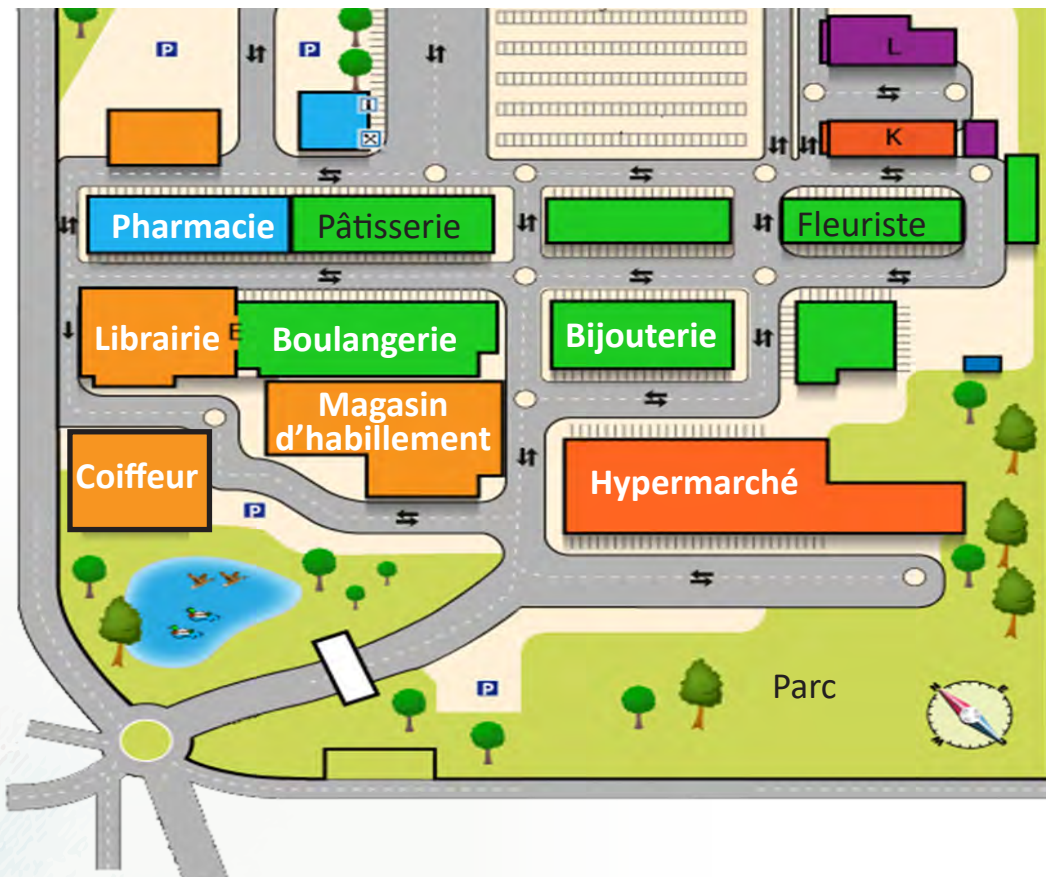 P
P
L
i
K
Pharmacie
Pâtisserie
Fleuriste
Librairie
E
Boulangerie
Bijouterie
Magasin
d’habillement
Coiffeur
Hypermarché
P
P
Parc